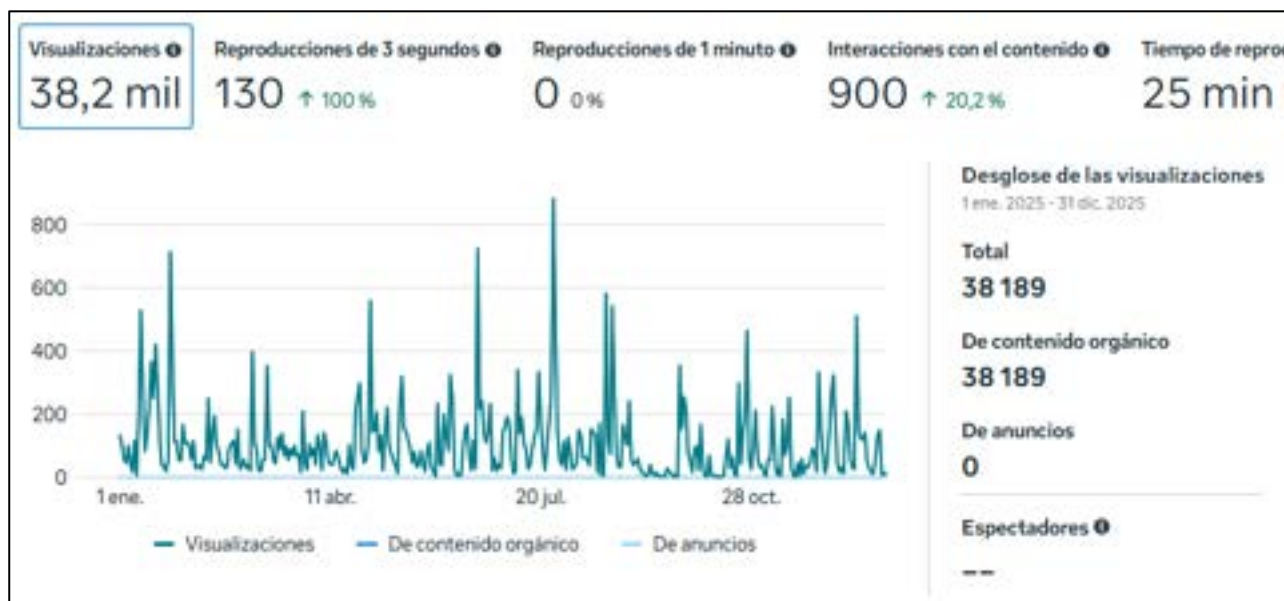 Visualizaciones
38,2 mil
Reproducciones de 3 segundos
130 ↑ 100 %
Reproducciones de 1 minuto
0 0 %
Interacciones con el contenido
900 ↑ 20,2 %
Tiempo de repro
25 min
800
600
400
200
0
1 ene.
11 abr.
20 jul.
28 oct.
Visualizaciones
De contenido orgánico
De anuncios
Desglose de las visualizaciones
1 ene. 2025 - 31 dic. 2025
Total
38 189
De contenido orgánico
38 189
De anuncios
0
Espectadores
--